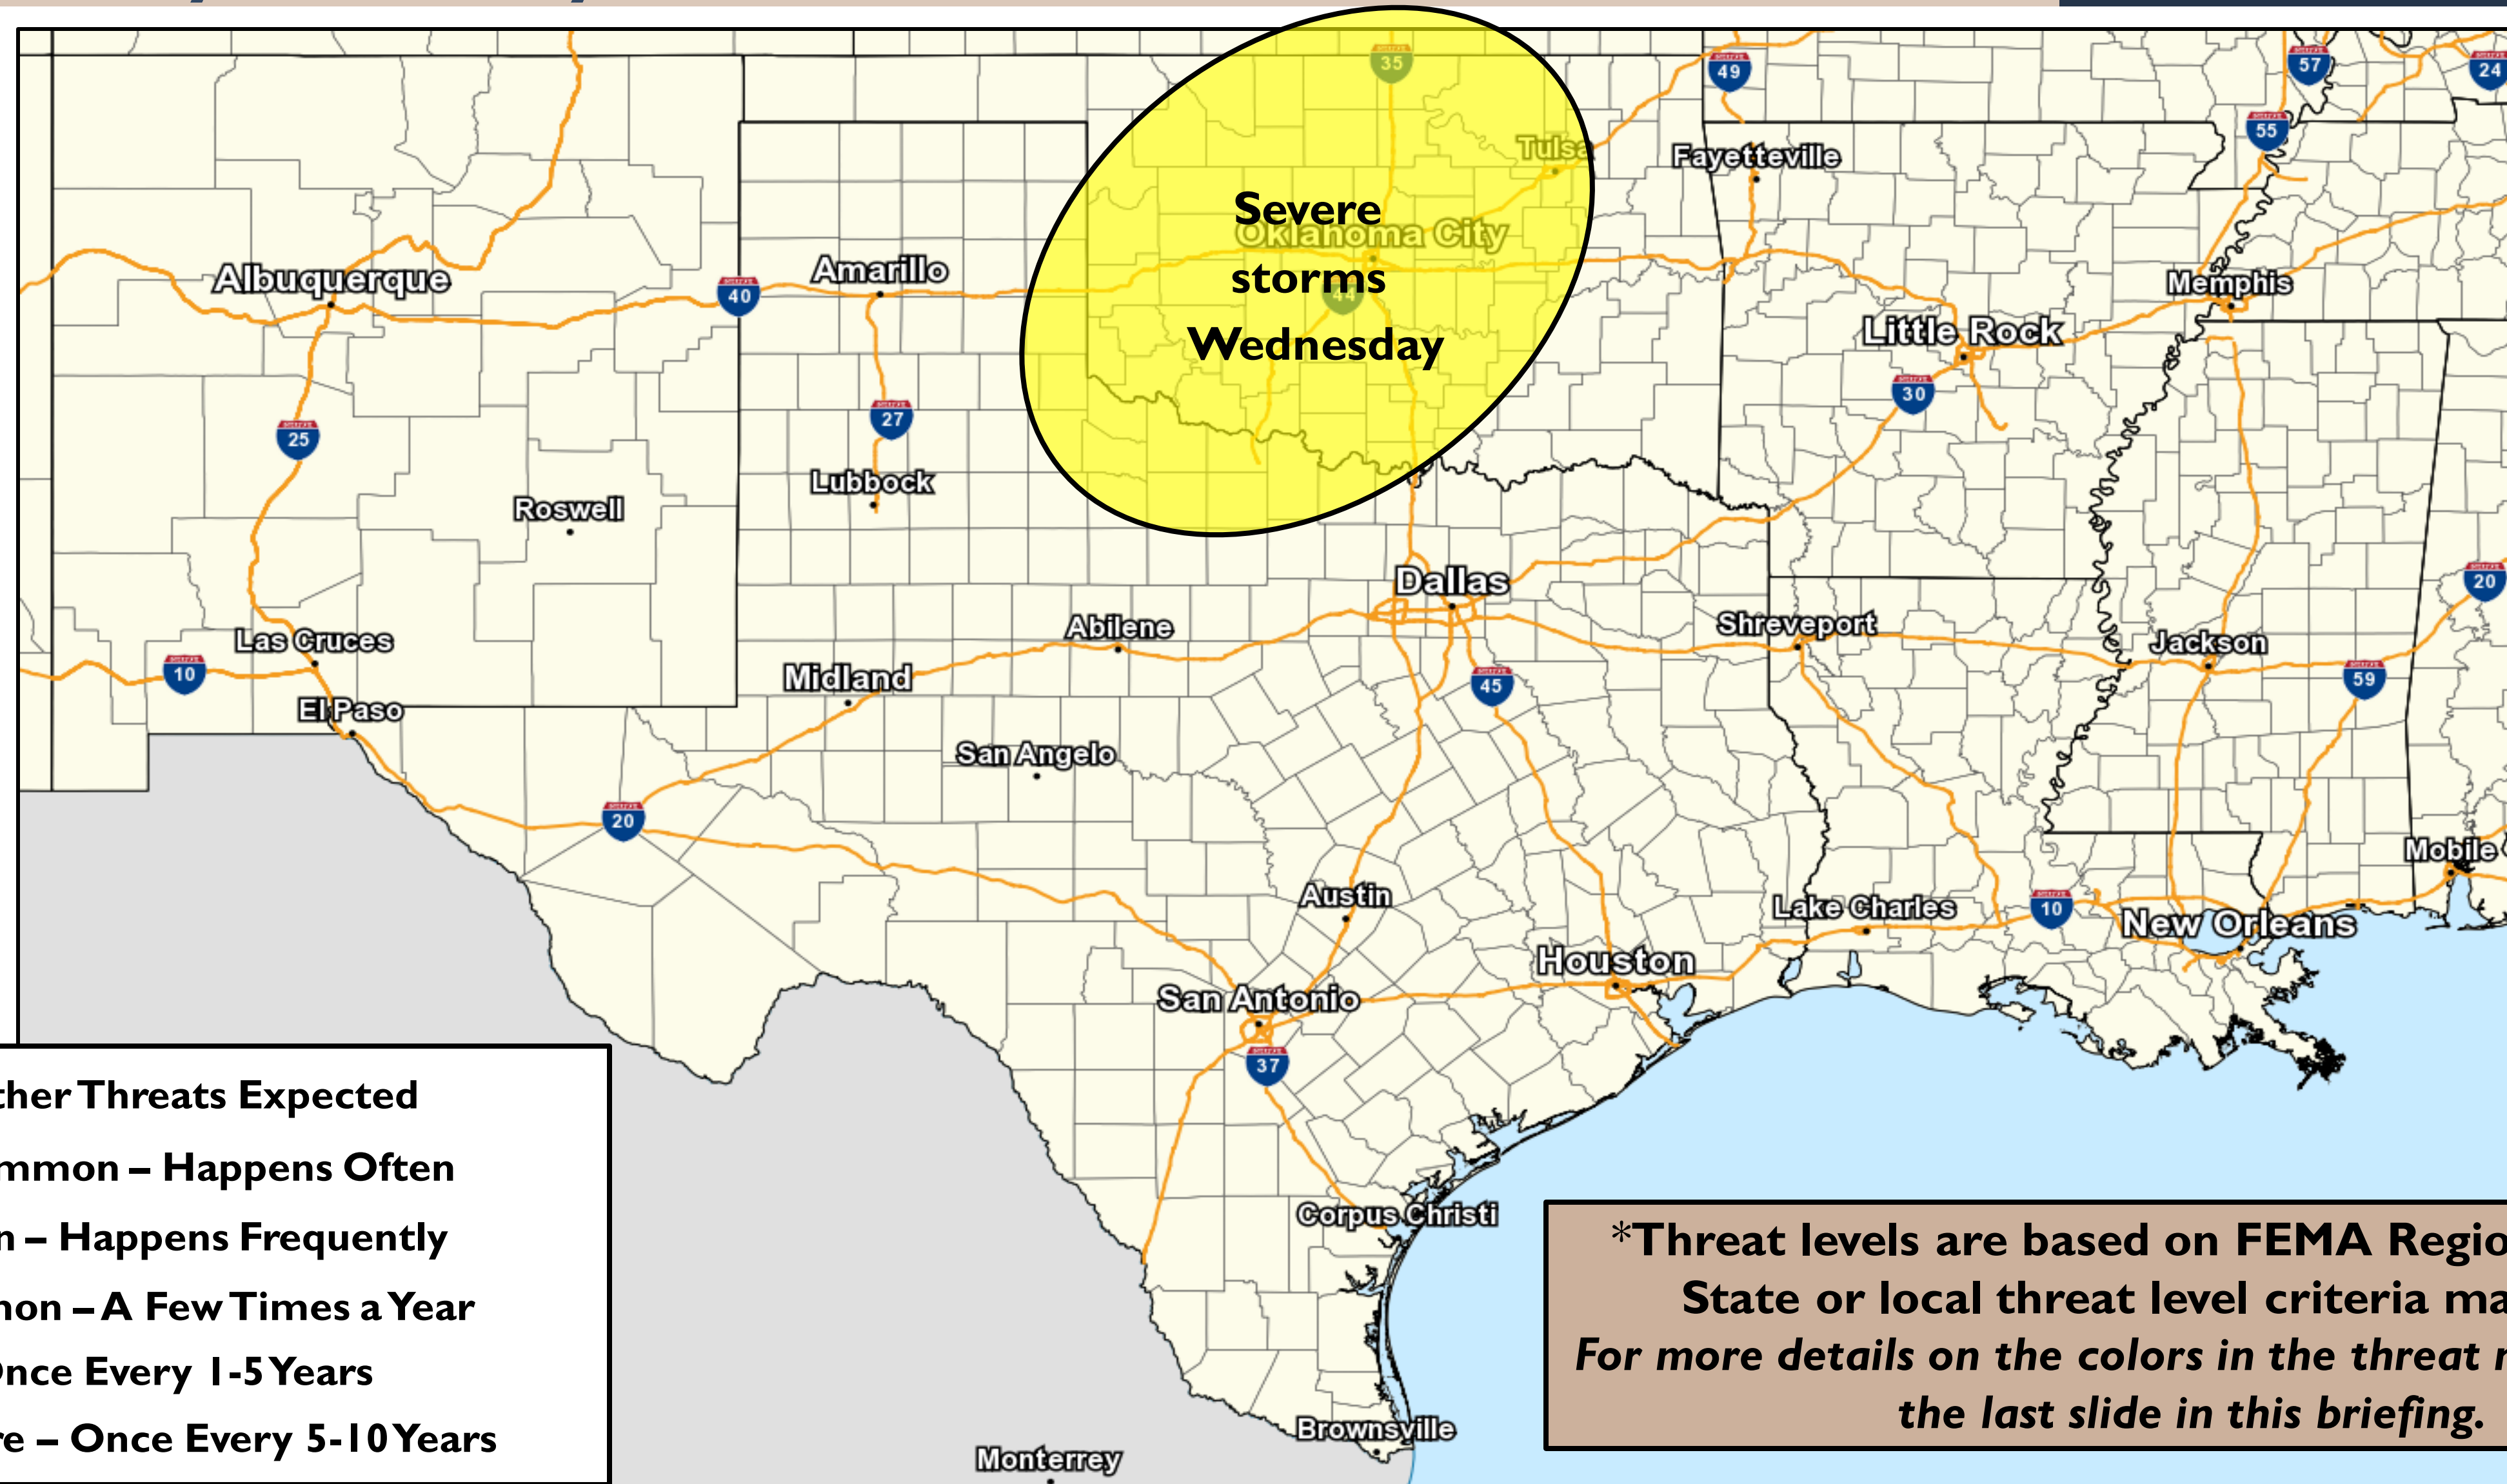 35
49
57
24
55
Tulsa
Fayetteville
Severe
Oklahoma City
storms
44
Wednesday
Albuquerque
Amarillo
40
Memphis
Little Rock
30
27
25
Lubbock
Roswell
Dallas
20
Abilene
Shreveport
Las Cruces
Jackson
10
Midland
45
59
El Paso
San Angelo
20
Mobile
Austin
Lake Charles
10
New Orleans
Houston
San Antonio
37
Corpus Christi
Brownsville
Monterrey
ther Threats Expected
mmon – Happens Often
n – Happens Frequently
non – A Few Times a Year
Once Every 1-5 Years
re – Once Every 5-10 Years
*Threat levels are based on FEMA Regio
State or local threat level criteria ma
For more details on the colors in the threat
the last slide in this briefing.